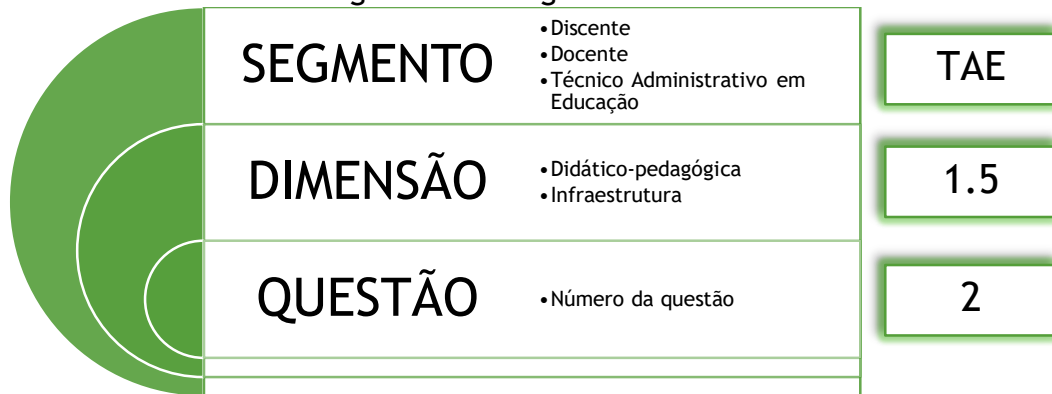 SEGMENTO
•Discente
•Docente
•Técnico Administrativo em
Educação
TAE
DIMENSÃO
•Didático-pedagógica
•Infraestrutura
1.5
QUESTÃO
•Número da questão
2